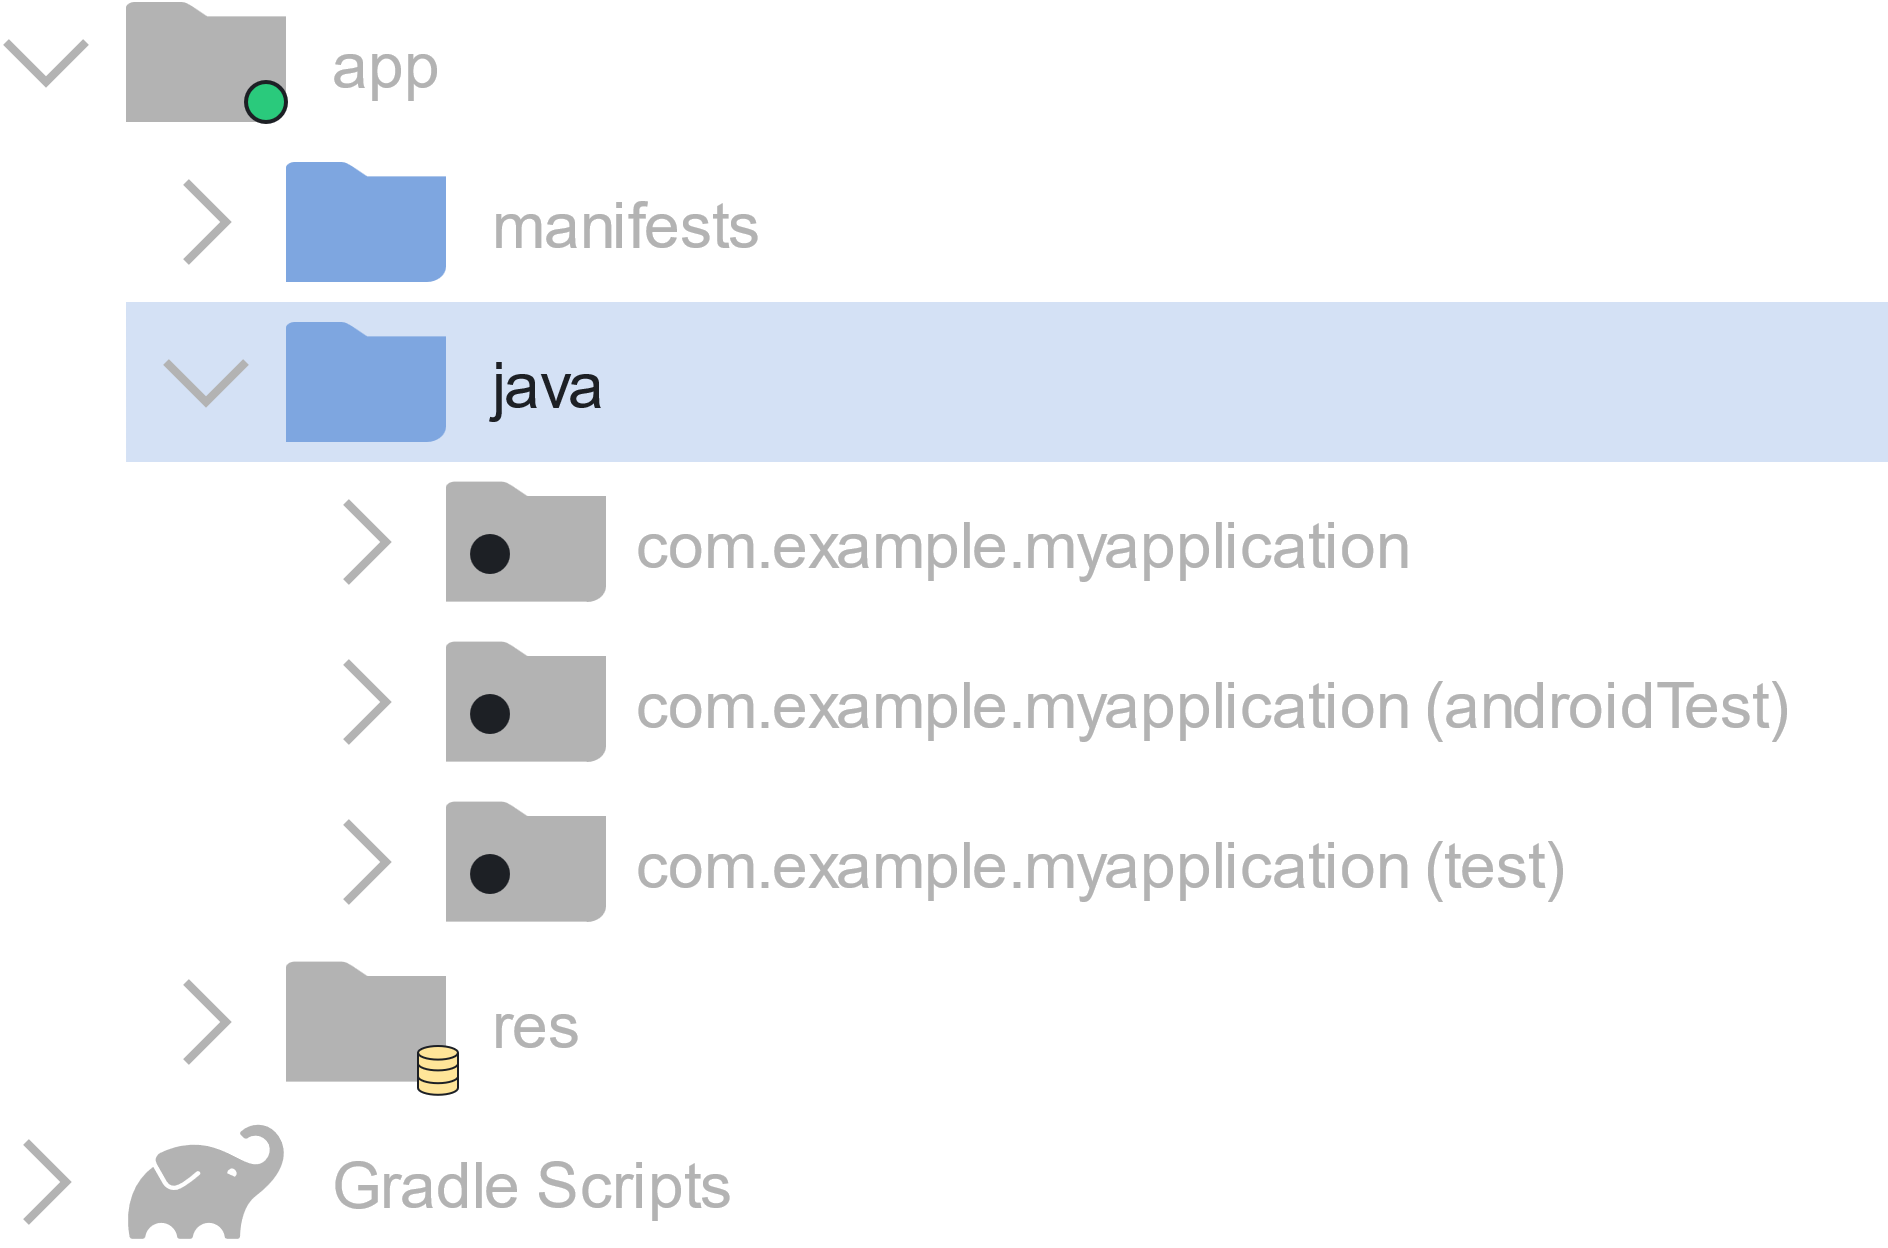 app
manifests
java
com.example.myapplication
com.example.myapplication (androidTest)
com.example.myapplication (test)
res
Gradle Scripts